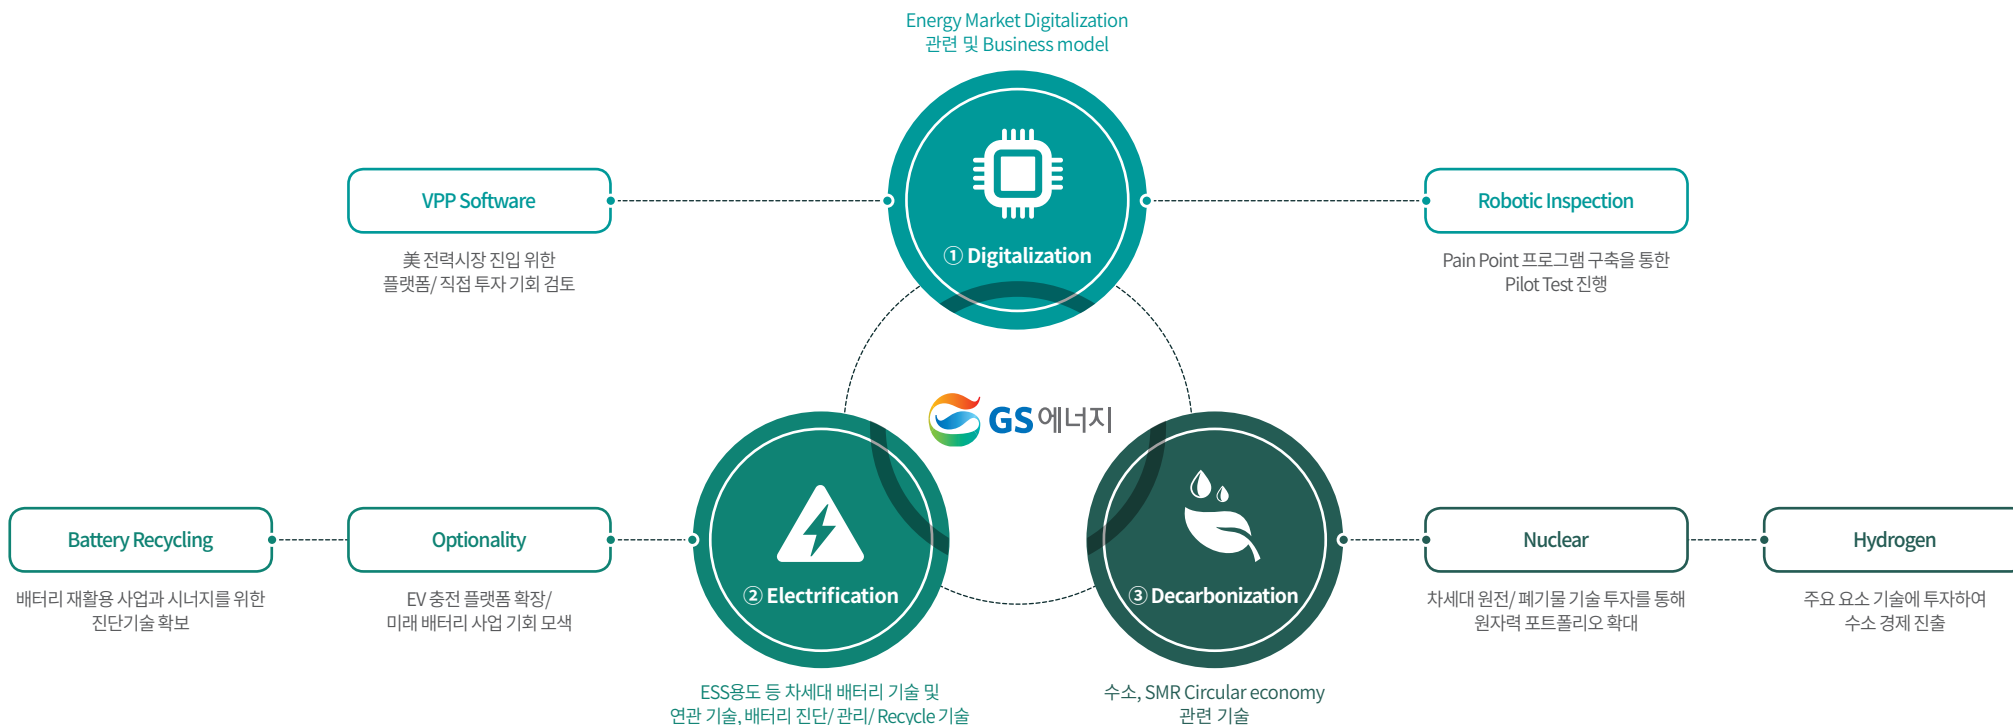 Energy Market Digitalization
관련 및 Business model
VPP Software
美 전력시장 진입 위한
플랫폼/ 직접 투자 기회 검토
① Digitalization
Robotic Inspection
Pain Point 프로그램 구축을 통한
Pilot Test 진행
GS에너지
Battery Recycling
배터리 재활용 사업과 시너지를 위한
진단기술 확보
Optionality
EV 충전 플랫폼 확장/
미래 배터리 사업 기회 모색
② Electrification
ESS용도 등 차세대 배터리 기술 및
연관 기술, 배터리 진단/ 관리/ Recycle 기술
③ Decarbonization
수소, SMR Circular economy
관련 기술
Nuclear
차세대 원전/ 폐기물 기술 투자를 통해
원자력 포트폴리오 확대
Hydrogen
주요 요소 기술에 투자하여
수소 경제 진출